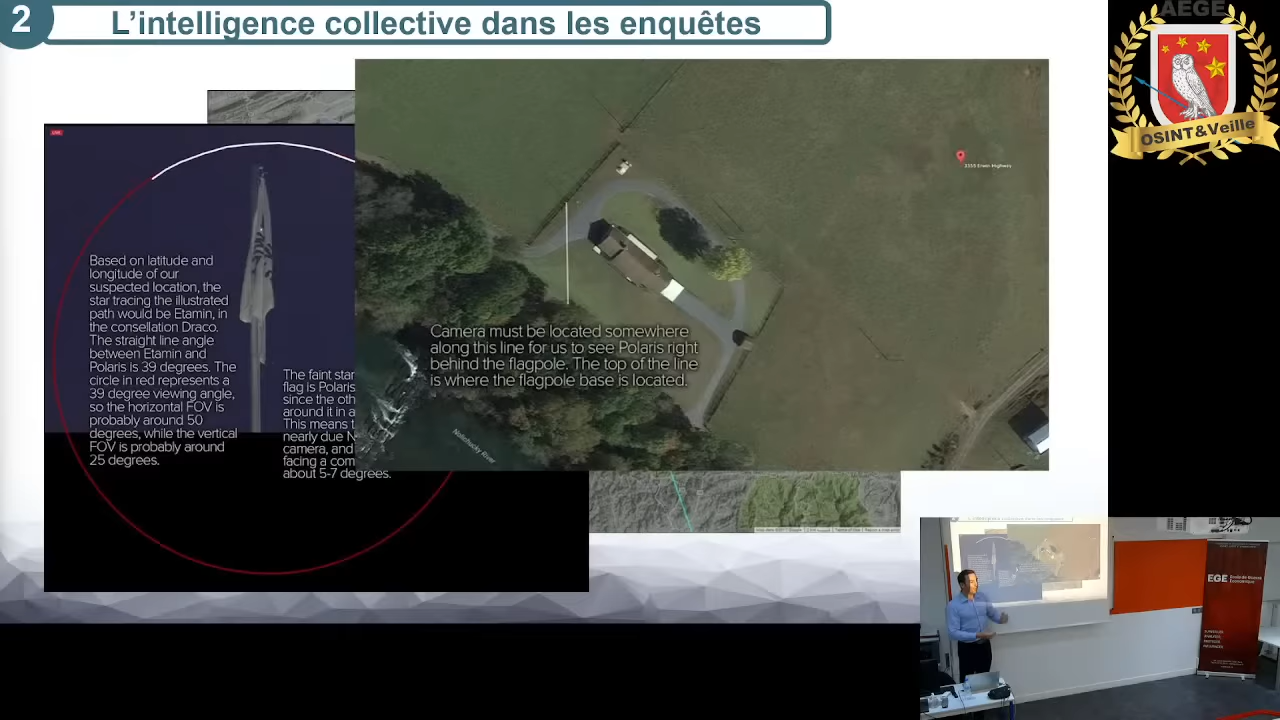 2
L'intelligence collective dans les enquêtes
AEGE
OSINT&Veille
LIVE
Based on latitude and
longitude of our
suspected location, the
star tracing the illustrated
path would be Etamin, in
the consellation Draco.
The straight line angle
between Etamin and
Polaris is 39 degrees. The
circle in red represents a
39 degree viewing angle,
so the horizontal FOV is
probably around 50
degrees, while the vertical
FOV is probably around
25 degrees.
The faint star
flag is Polaris
since the oth
around it in a
This means t
nearly due N
camera, and
facing a com
about 5-7 degrees.
Camera must be located somewhere
along this line for us to see Polaris right
behind the flagpole. The top of the line
is where the flagpole base is located.
Erwin Highway
Nolichucky River
EGE